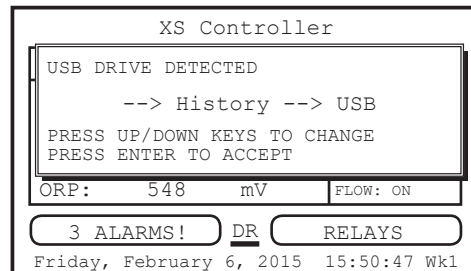 XS Controller
USB DRIVE DETECTED
--> History --> USB
PRESS UP/DOWN KEYS TO CHANGE
PRESS ENTER TO ACCEPT
ORP: 548 mV FLOW: ON
3 ALARMS! DR RELAYS
Friday, February 6, 2015 15:50:47 Wk1